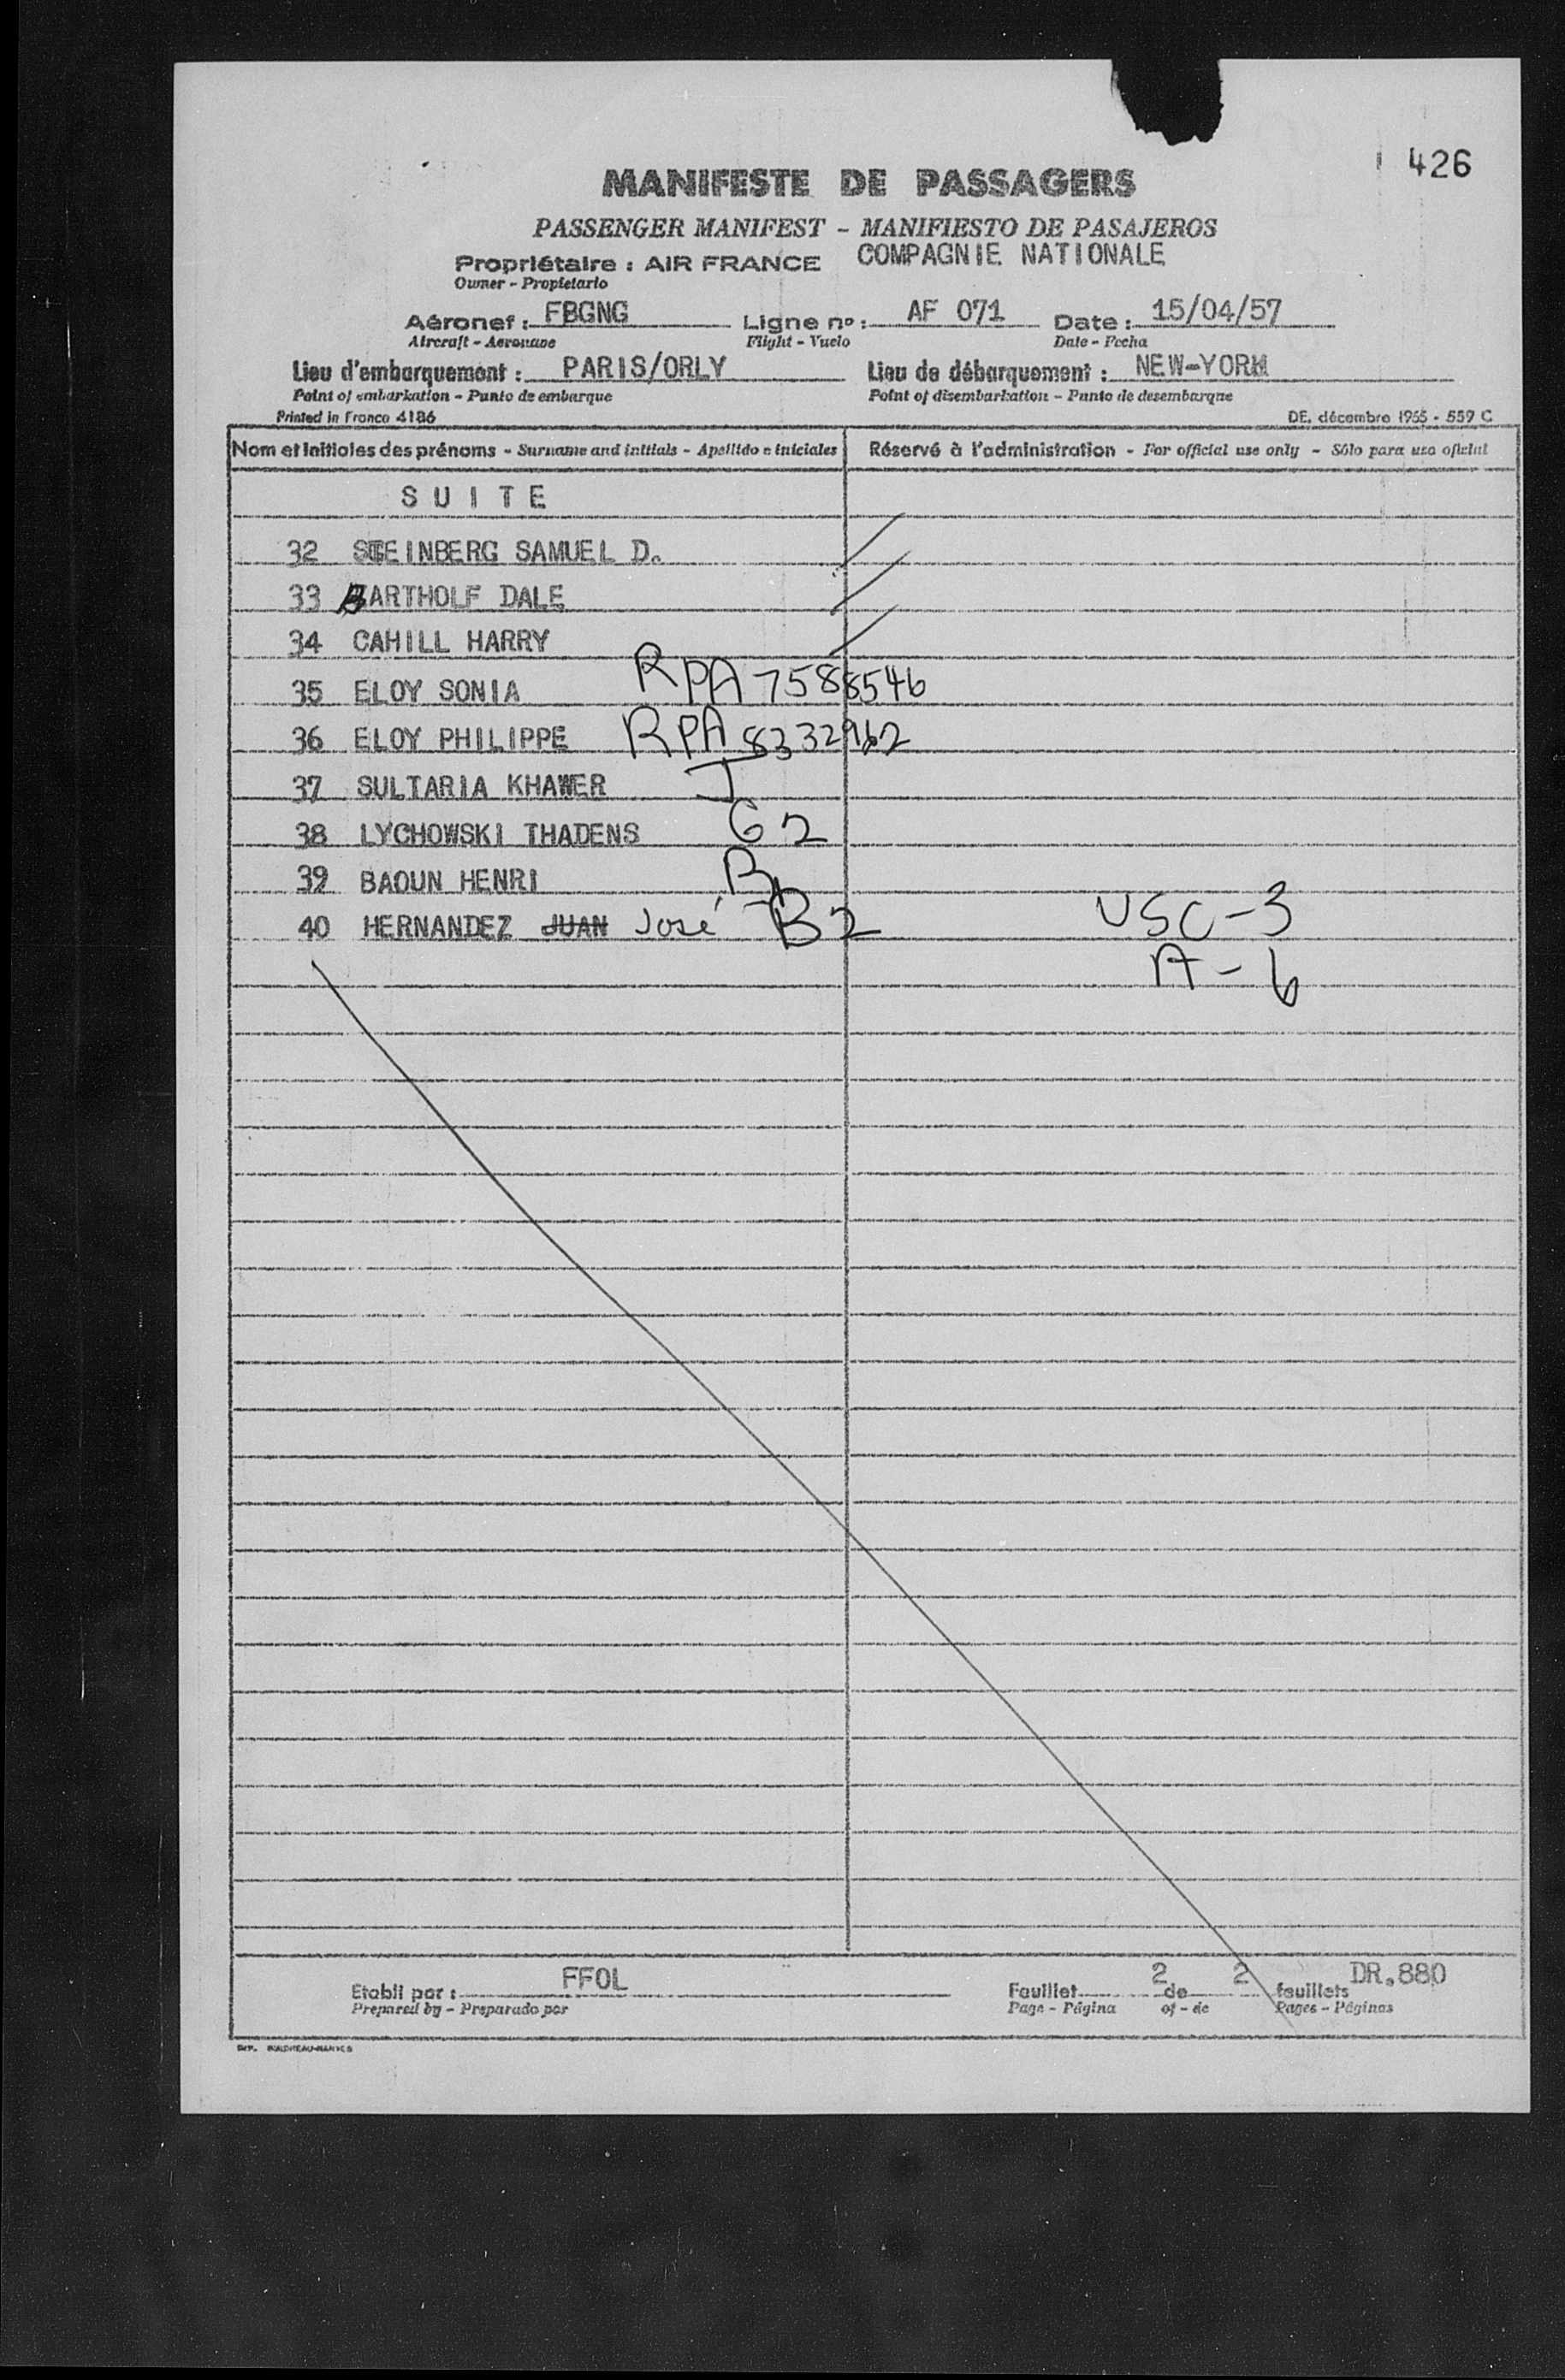 426
MANIFESTE DE PASSAGERS
PASSENGER MANIFEST - MANIFIESTO DE PASAJEROS
Propriétaire : AIR FRANCE COMPAGNIE NATIONALE
Owner - Propietario
Aéronef : FBGNG Ligne nº : AF 071 Date : 15/04/57
Aircraft - Aeronave Flight - Vuelo Date - Fecha
Lieu d'embarquement : PARIS/ORLY Lieu de débarquement : NEW-YORK
Point of embarkation - Punto de embarque Point of disembarkation - Punto de desembarque
Printed in France 4186 DE. décembre 1955 - 559 C
Nom et initiales des prénoms - Surname and initials - Apellido e iniciales Réservé à l'administration - For official use only - Sólo para uso oficial
SUITE
32 STEINBERG SAMUEL D.
33 BARTHOLF DALE
34 CAHILL HARRY
35 ELOY SONIA RPA 7588546
36 ELOY PHILIPPE RPA 8332962
37 SULTARIA KHAWER J
38 LYCHOWSKI THADENS G2
39 BAOUN HENRI
40 HERNANDEZ JUAN José B2 USC-3
A-6
Etabli par : FFOL Feuillet 2 de 2 feuillets DR.880
Prepared by - Preparado por Page - Página of - de Pages - Páginas